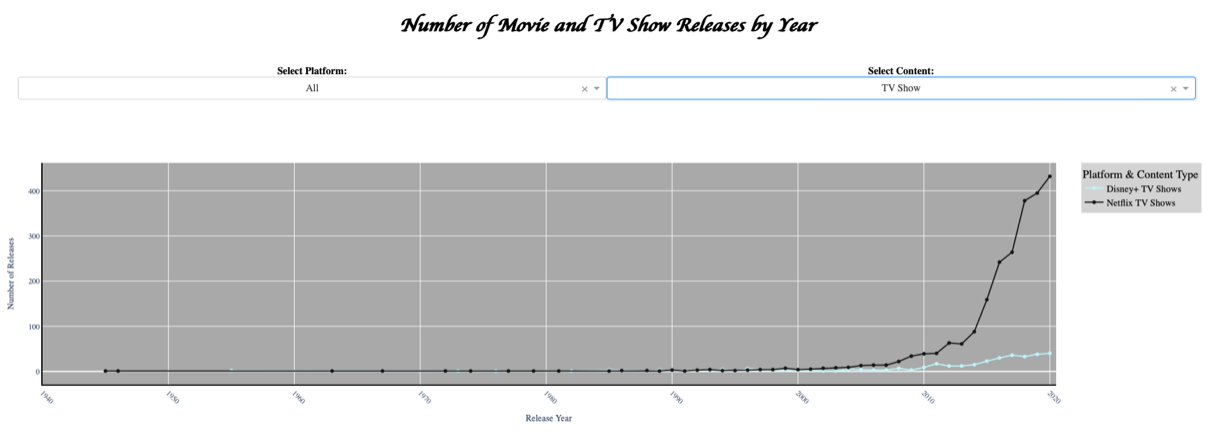 Number of Movie and TV Show Releases by Year
Select Platform:
Select Content:
All
TV Show
Platform & Content Type
Disney+ TV Shows
Netflix TV Shows
Number of Releases
400
300
200
100
0
1940
1950
1960
1970
1980
1990
2000
2010
2020
Release Year